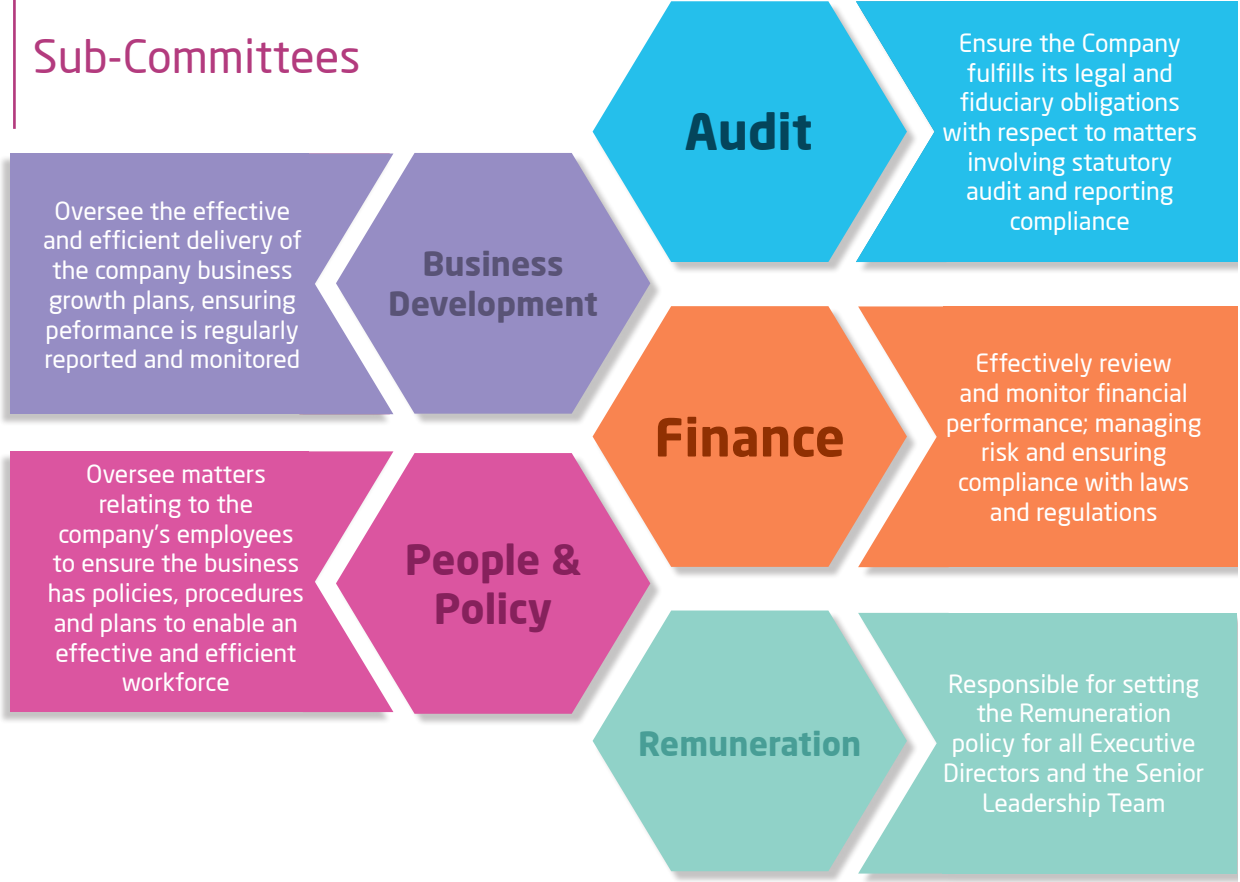 Sub-Committees
Audit
Ensure the Company
fulfills its legal and
fiduciary obligations
with respect to matters
involving statutory
audit and reporting
compliance
Oversee the effective
and efficient delivery of
the company business
growth plans, ensuring
peformance is regularly
reported and monitored
Business
Development
Finance
Effectively review
and monitor financial
performance; managing
risk and ensuring
compliance with laws
and regulations
Oversee matters
relating to the
company's employees
to ensure the business
has policies, procedures
and plans to enable an
effective and efficient
workforce
People &
Policy
Remuneration
Responsible for setting
the Remuneration
policy for all Executive
Directors and the Senior
Leadership Team